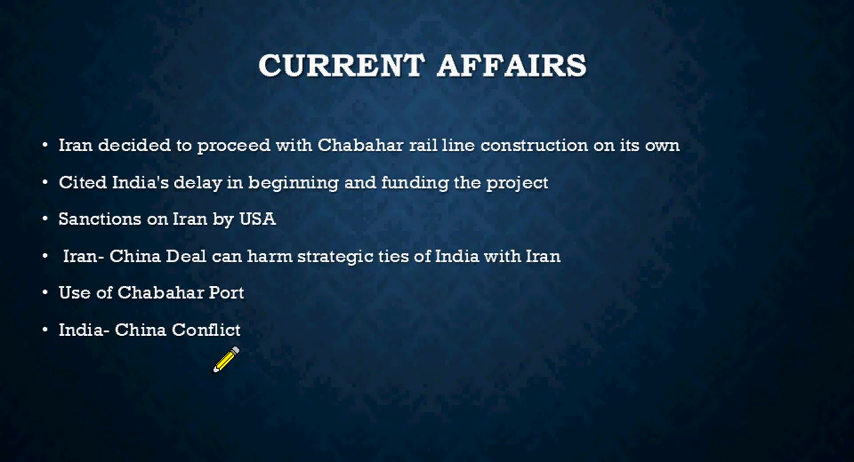 CURRENT AFFAIRS
• Iran decided to proceed with Chabahar rail line construction on its own
• Cited India's delay in beginning and funding the project
• Sanctions on Iran by USA
• Iran- China Deal can harm strategic ties of India with Iran
• Use of Chabahar Port
• India- China Conflict